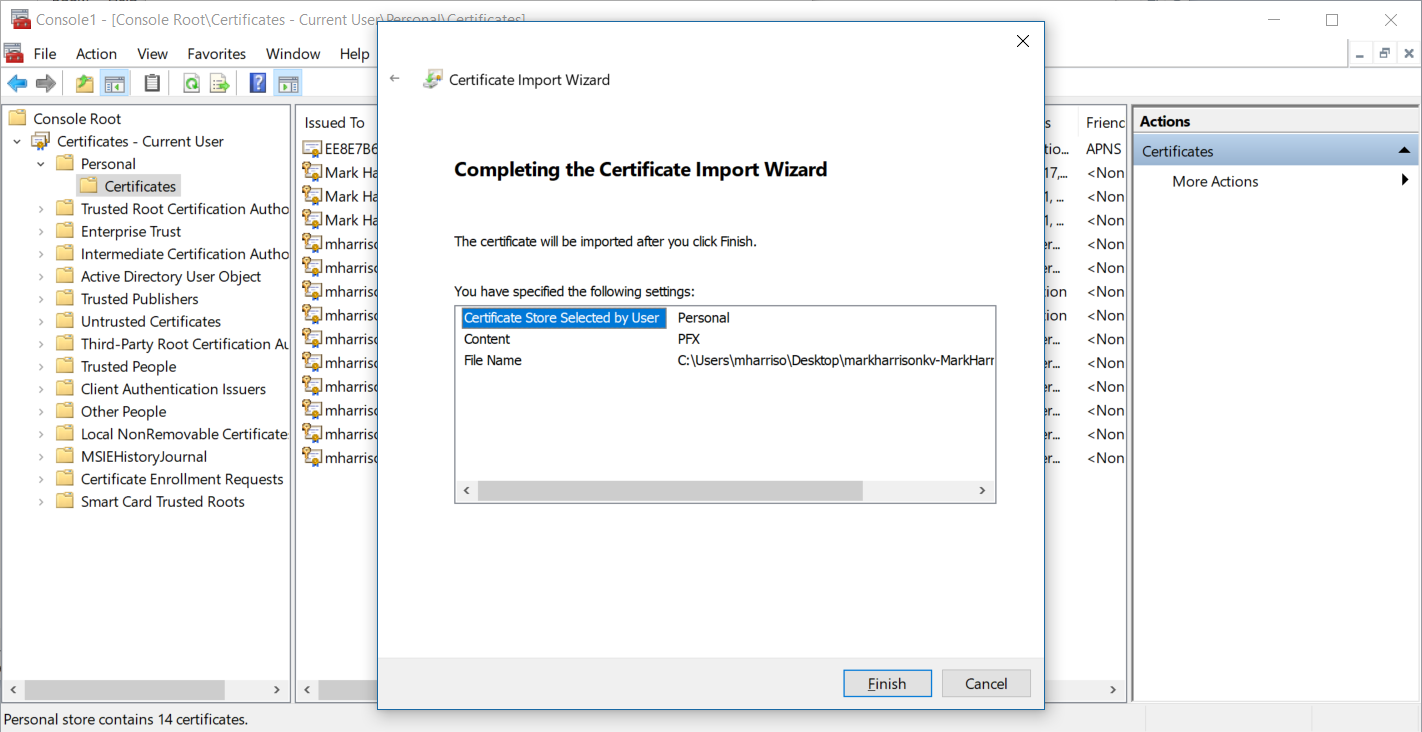 Console1 - [Console Root\Certificates - Current User\Personal\Certificates]
File Action View Favorites Window Help
Console Root
Certificates - Current User
Personal
Certificates
Trusted Root Certification Autho
Enterprise Trust
Intermediate Certification Autho
Active Directory User Object
Trusted Publishers
Untrusted Certificates
Third-Party Root Certification Au
Trusted People
Client Authentication Issuers
Other People
Local NonRemovable Certificate
MSIEHistoryJournal
Certificate Enrollment Requests
Smart Card Trusted Roots
Issued To
EE8E7B6
Mark Ha
Mark Ha
Mark Ha
mharriso
mharriso
mharriso
mharriso
mharriso
mharriso
mharriso
mharriso
mharriso
mharriso
Certificate Import Wizard
Completing the Certificate Import Wizard
The certificate will be imported after you click Finish.
You have specified the following settings:
Certificate Store Selected by User Personal
Content PFX
File Name C:\Users\mharriso\Desktop\markharrisonkv-MarkHarr
Finish Cancel
s Friend
tio... APNS
17,... <Non
1, ... <Non
1, ... <Non
er... <Non
er... <Non
tion <Non
tion <Non
er... <Non
er... <Non
er... <Non
er... <Non
er... <Non
er... <Non
Actions
Certificates
More Actions
Personal store contains 14 certificates.